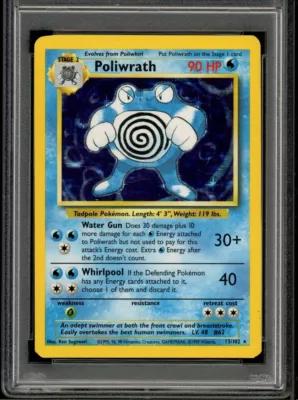 STAGE 2
Evolves from Poliwhirl
Put Poliwrath on the Stage 1 card
Poliwrath
90 HP
Tadpole Pokémon. Length: 4' 3", Weight: 119 lbs.
Water Gun Does 30 damage plus 10
more damage for each Energy attached
to Poliwrath but not used to pay for this
attack's Energy cost. Extra Energy after
the 2nd doesn't count.
30+
Whirlpool If the Defending Pokémon
has any Energy cards attached to it,
choose 1 of them and discard it.
40
weakness
resistance
retreat cost
An adept swimmer at both the front crawl and breaststroke.
Easily overtakes the best human swimmers. LV. 48 #62
Illus. Ken Sugimori
13/102